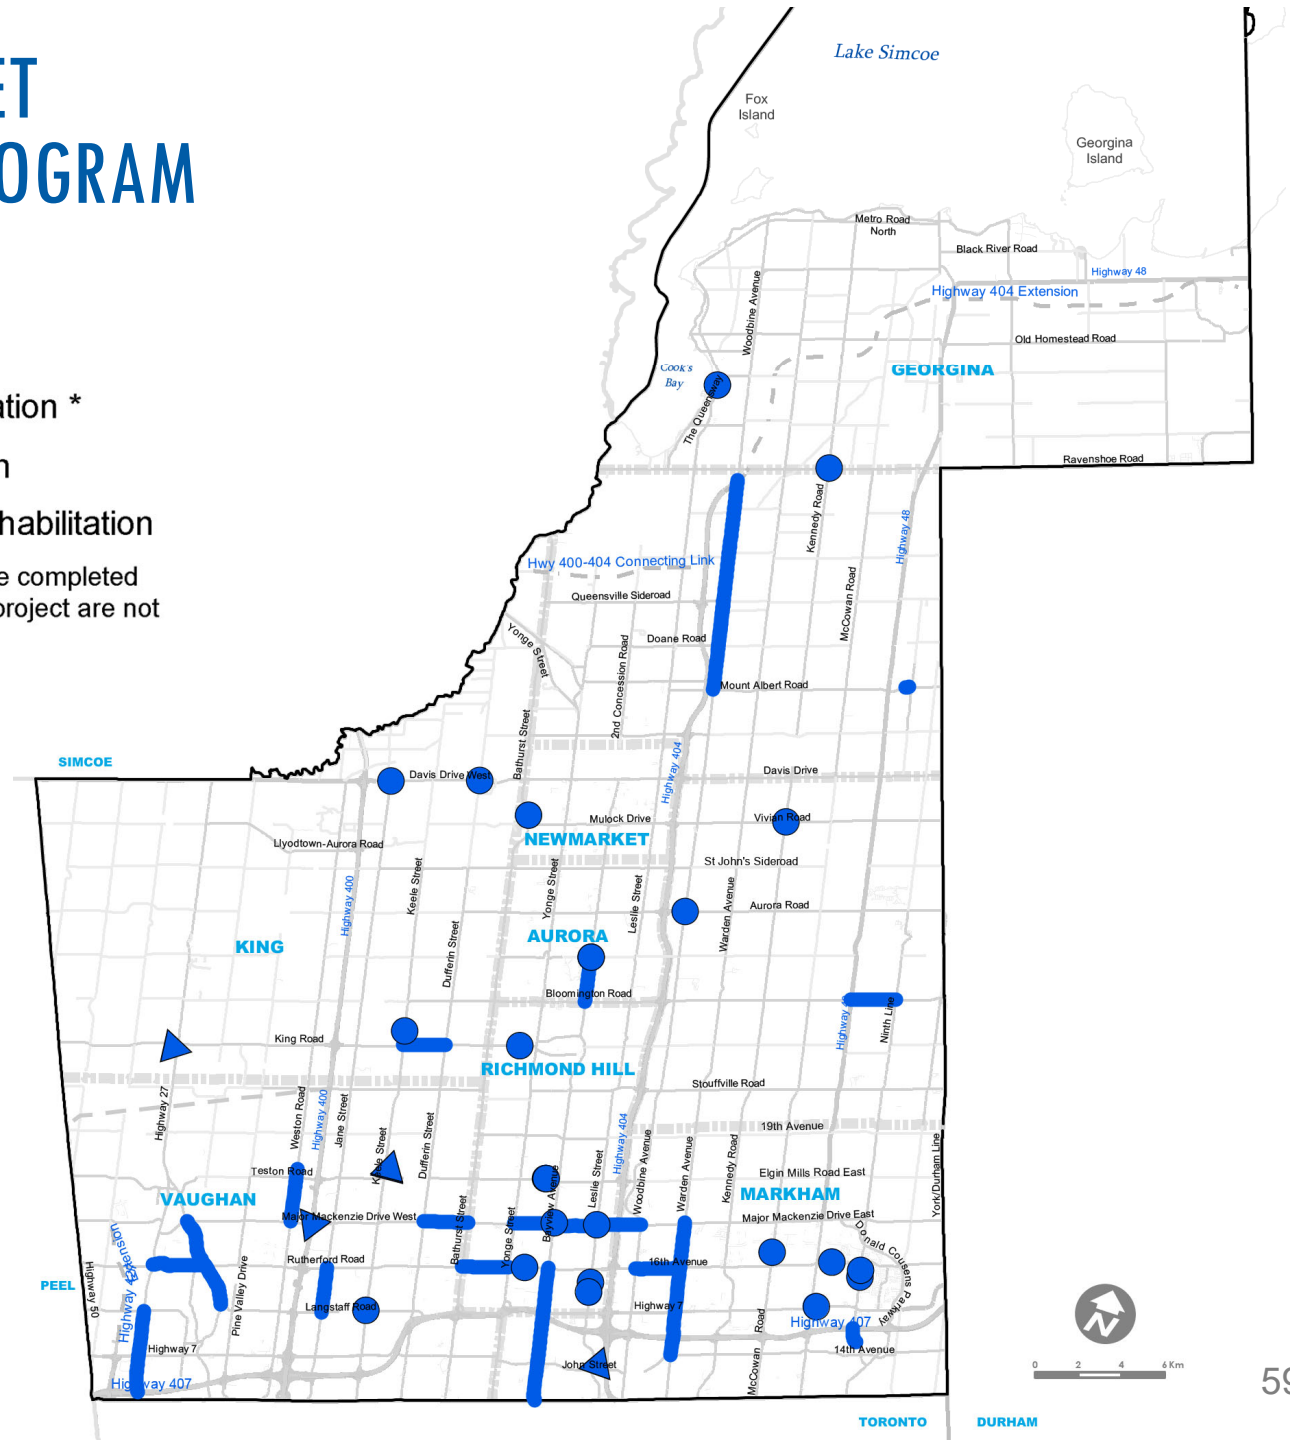 ET
OGRAM
ation *
n
habilitation
e completed
project are not
Lake Simcoe
Fox
Island
Georgina
Island
Metro Road
North
Black River Road
Highway 48
Highway 404 Extension
Woodbine Avenue
Old Homestead Road
GEORGINA
Cook's
Bay
The Queensway
Ravenshoe Road
Kennedy Road
Highway 48
Hwy 400-404 Connecting Link
Queensville Sideroad
McCowan Road
Yonge Street
Doane Road
2nd Concession Road
Mount Albert Road
Bathurst Street
SIMCOE
Highway 404
Davis Drive West
Davis Drive
Mulock Drive
Vivian Road
NEWMARKET
Llyodtown-Aurora Road
St John's Sideroad
Keele Street
Yonge Street
Leslie Street
Warden Avenue
Highway 400
Aurora Road
KING
AURORA
Dufferin Street
Bloomington Road
Highway
Ninth Line
King Road
RICHMOND HILL
Stouffville Road
Highway 27
Weston Road
Highway 400
Jane Street
Keele Street
Dufferin Street
Highway 404
19th Avenue
Leslie Street
Woodbine Avenue
Warden Avenue
Kennedy Road
York/Durham Line
Teston Road
Elgin Mills Road East
VAUGHAN
MARKHAM
Major Mackenzie Drive West
Major Mackenzie Drive East
Bathurst Street
Yonge Street
Bayview Avenue
Donald Cousens Parkway
Rutherford Road
16th Avenue
PEEL
Highway 50
Extension
Pine Valley Drive
Langstaff Road
Highway 7
Highway 407
McCowan Road
Highway 7
John Street
14th Avenue
Highway 407
N
0 2 4 6 Km
59
TORONTO
DURHAM